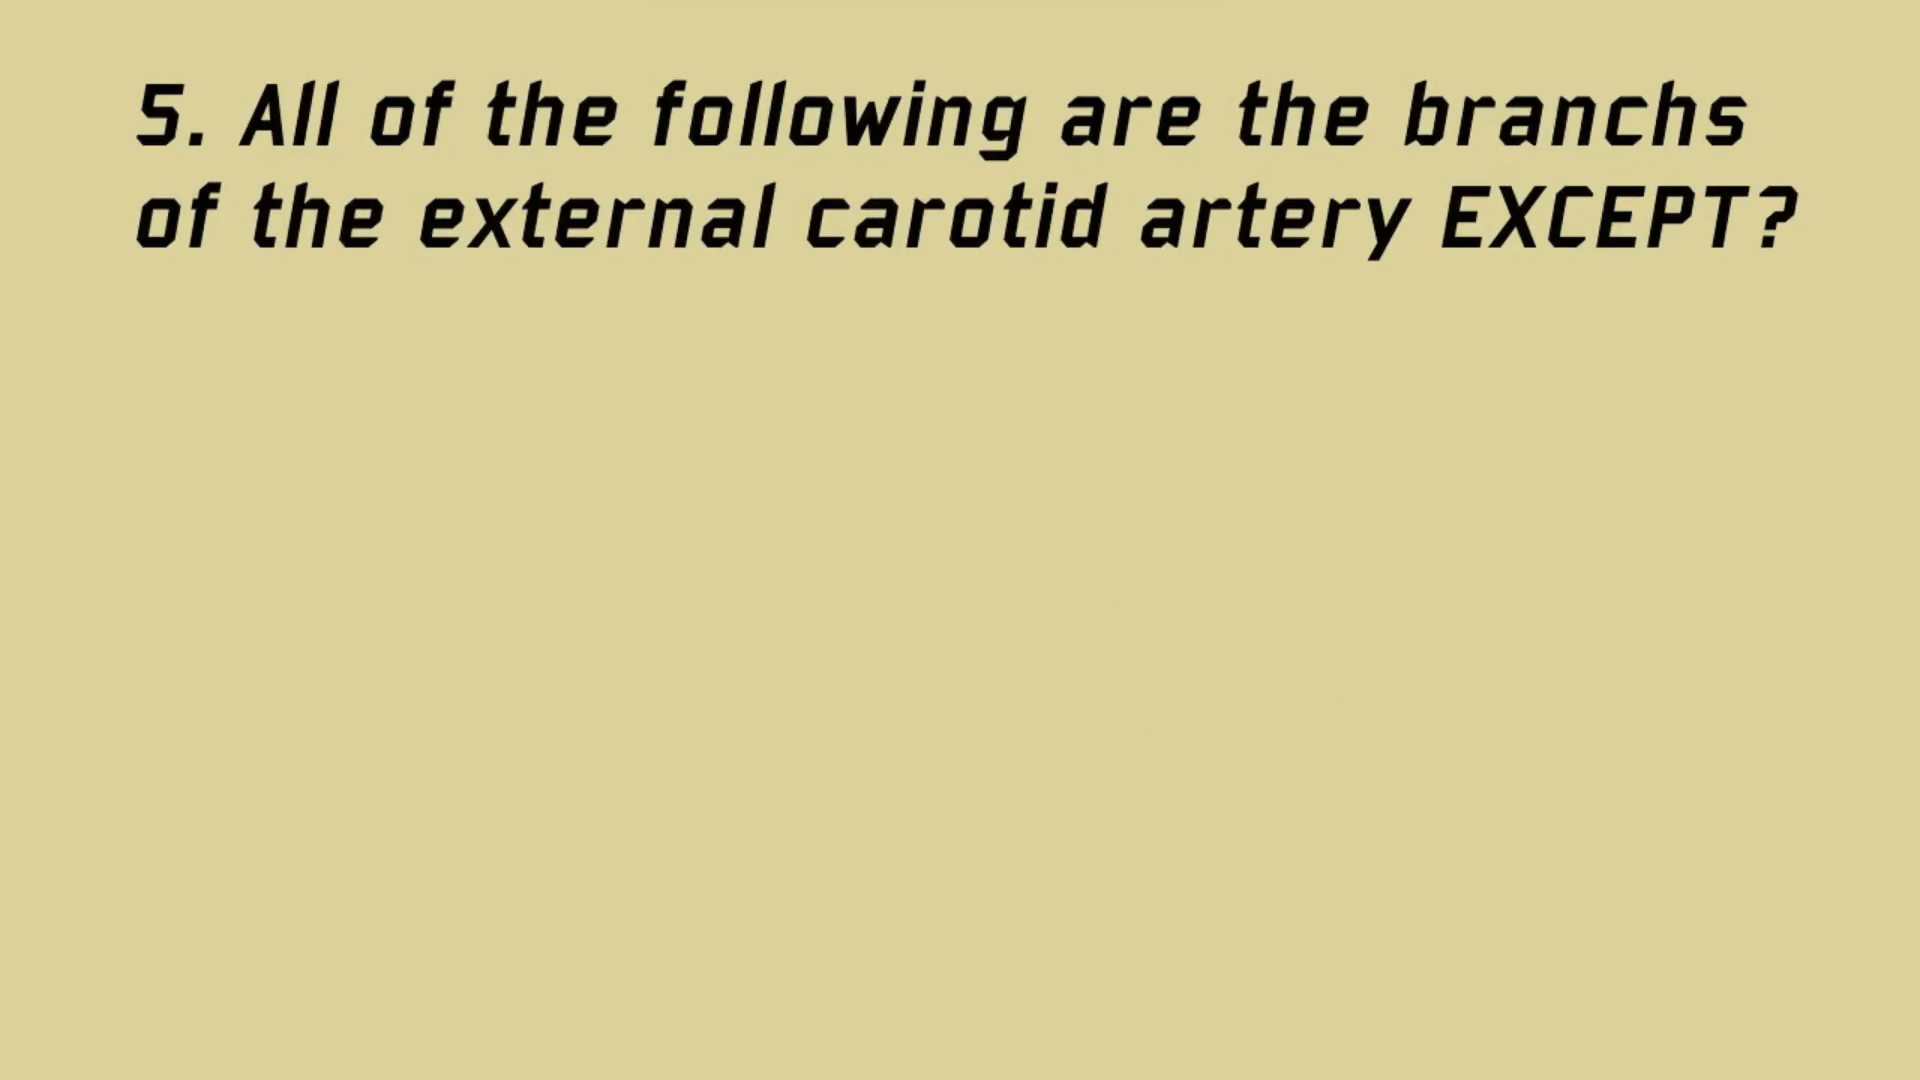 5. All of the following are the branchs
of the external carotid artery EXCEPT?